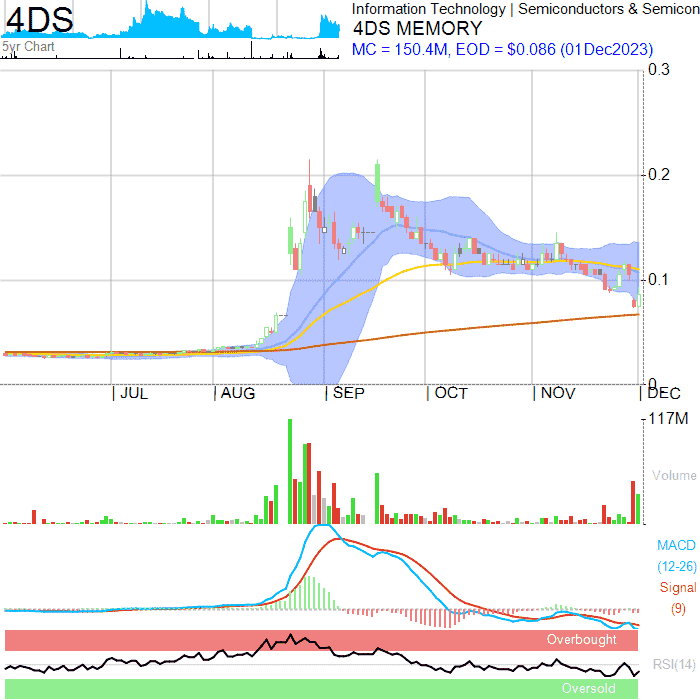 4DS
5yr Chart
Information Technology | Semiconductors & Semicon
4DS MEMORY
MC = 150.4M, EOD = $0.086 (01Dec2023)
0.3
0.2
0.1
0
| JUL | AUG | SEP | OCT | NOV | DEC
117M
Volume
MACD
(12-26)
Signal
(9)
Overbought
RSI(14)
Oversold